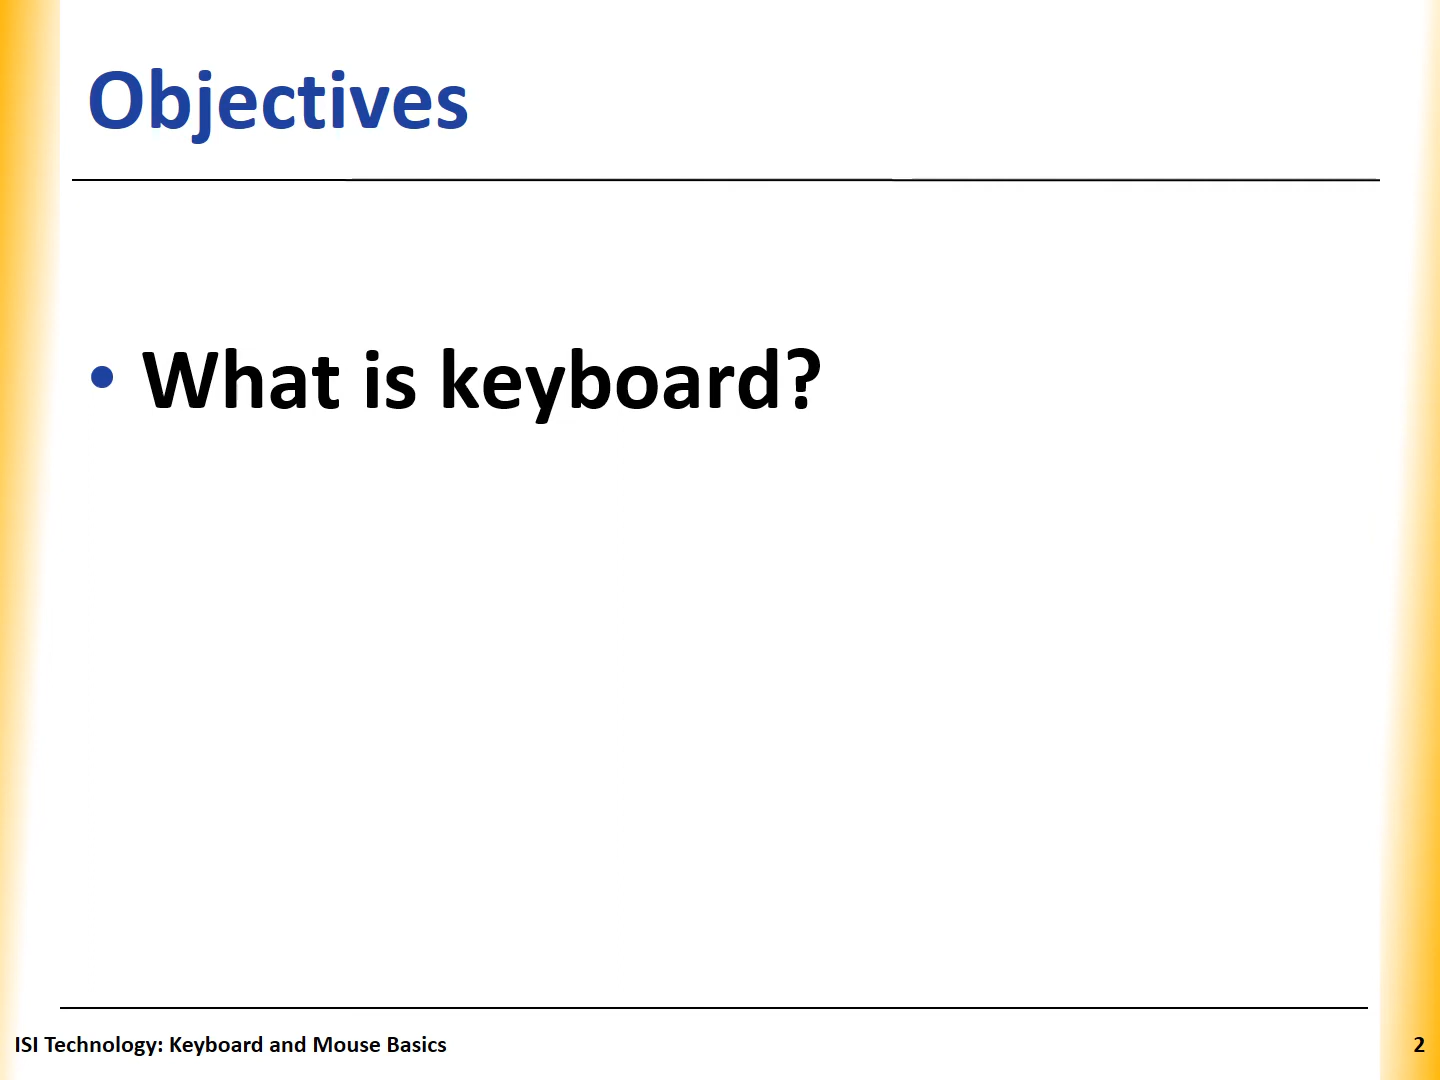 Objectives
• What is keyboard?
ISI Technology: Keyboard and Mouse Basics
2